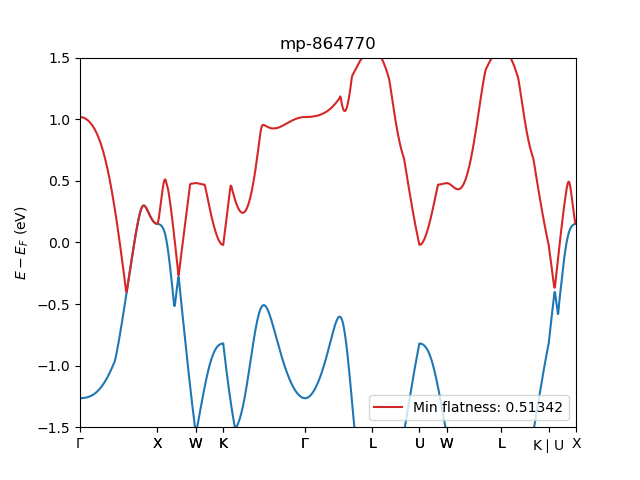 mp-864770
E − E_F (eV)
1.5
1.0
0.5
0.0
−0.5
−1.0
−1.5
Min flatness: 0.51342
Γ X W K Γ L U W L K | U X